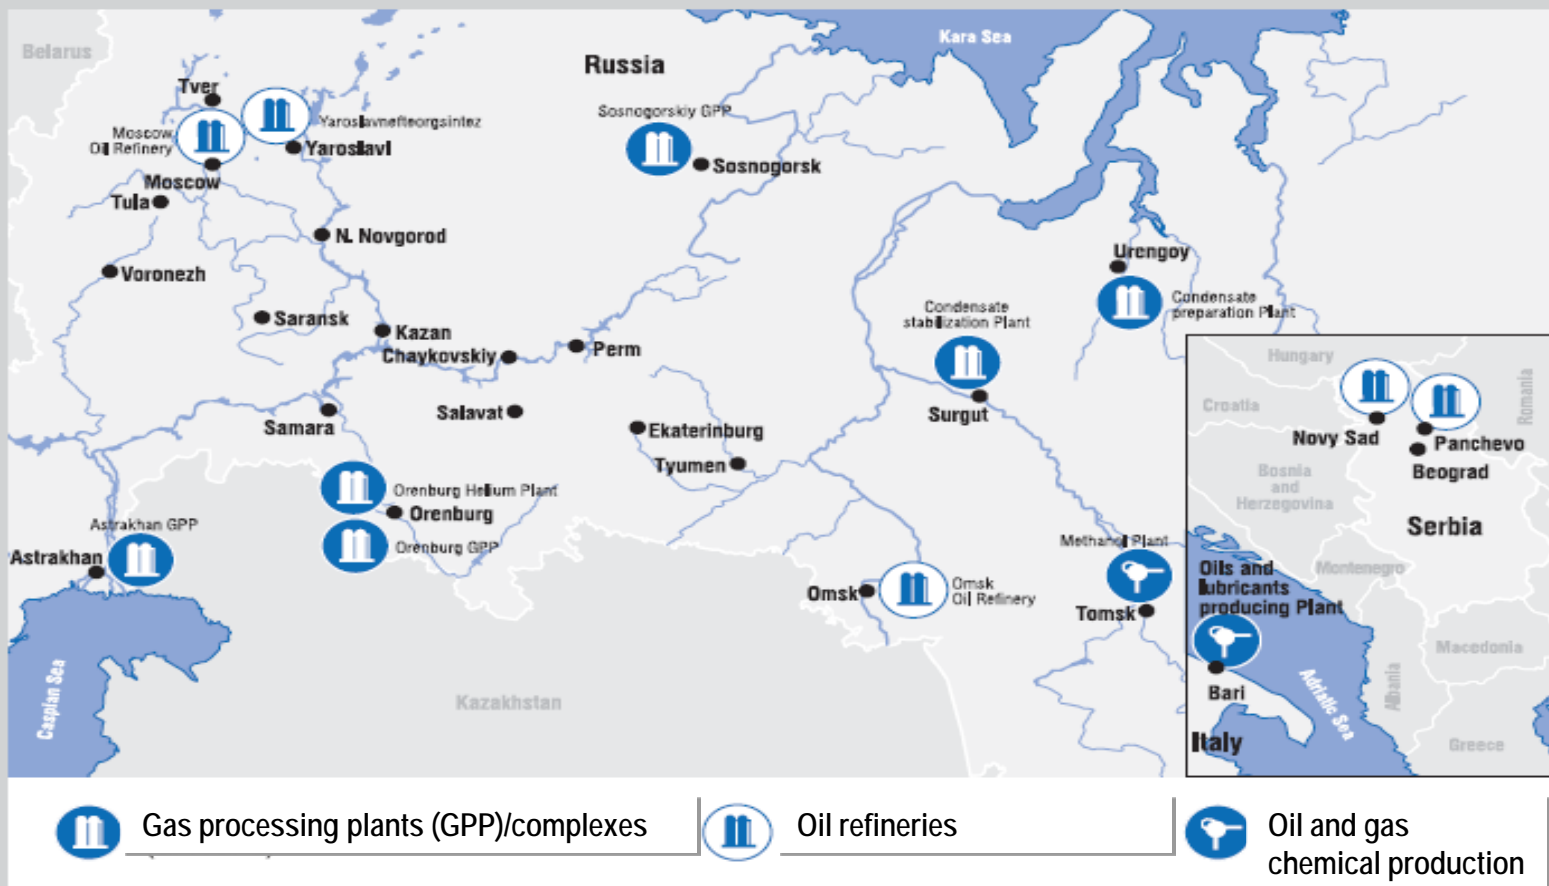 Belarus
Russia
Kara Sea
Tver
Moscow
Oil Refinery
Yaroslavnefteorgsintez
Yaroslavl
Moscow
Tula
Sosnogorskiy GPP
Sosnogorsk
N. Novgorod
Voronezh
Urengoy
Condensate
preparation Plant
Saransk
Kazan
Chaykovskiy
Perm
Condensate
stabilization Plant
Surgut
Samara
Salavat
Ekaterinburg
Tyumen
Orenburg Helium Plant
Orenburg
Orenburg GPP
Astrakhan GPP
Astrakhan
Omsk
Omsk
Oil Refinery
Methanol Plant
Tomsk
Caspian Sea
Kazakhstan
Hungary
Romania
Croatia
Novy Sad
Panchevo
Beograd
Bosnia
and
Herzegovina
Serbia
Montenegro
Oils and
lubricants
producing Plant
Macedonia
Albania
Bari
Adriatic Sea
Italy
Greece
Gas processing plants (GPP)/complexes
Oil refineries
Oil and gas
chemical production